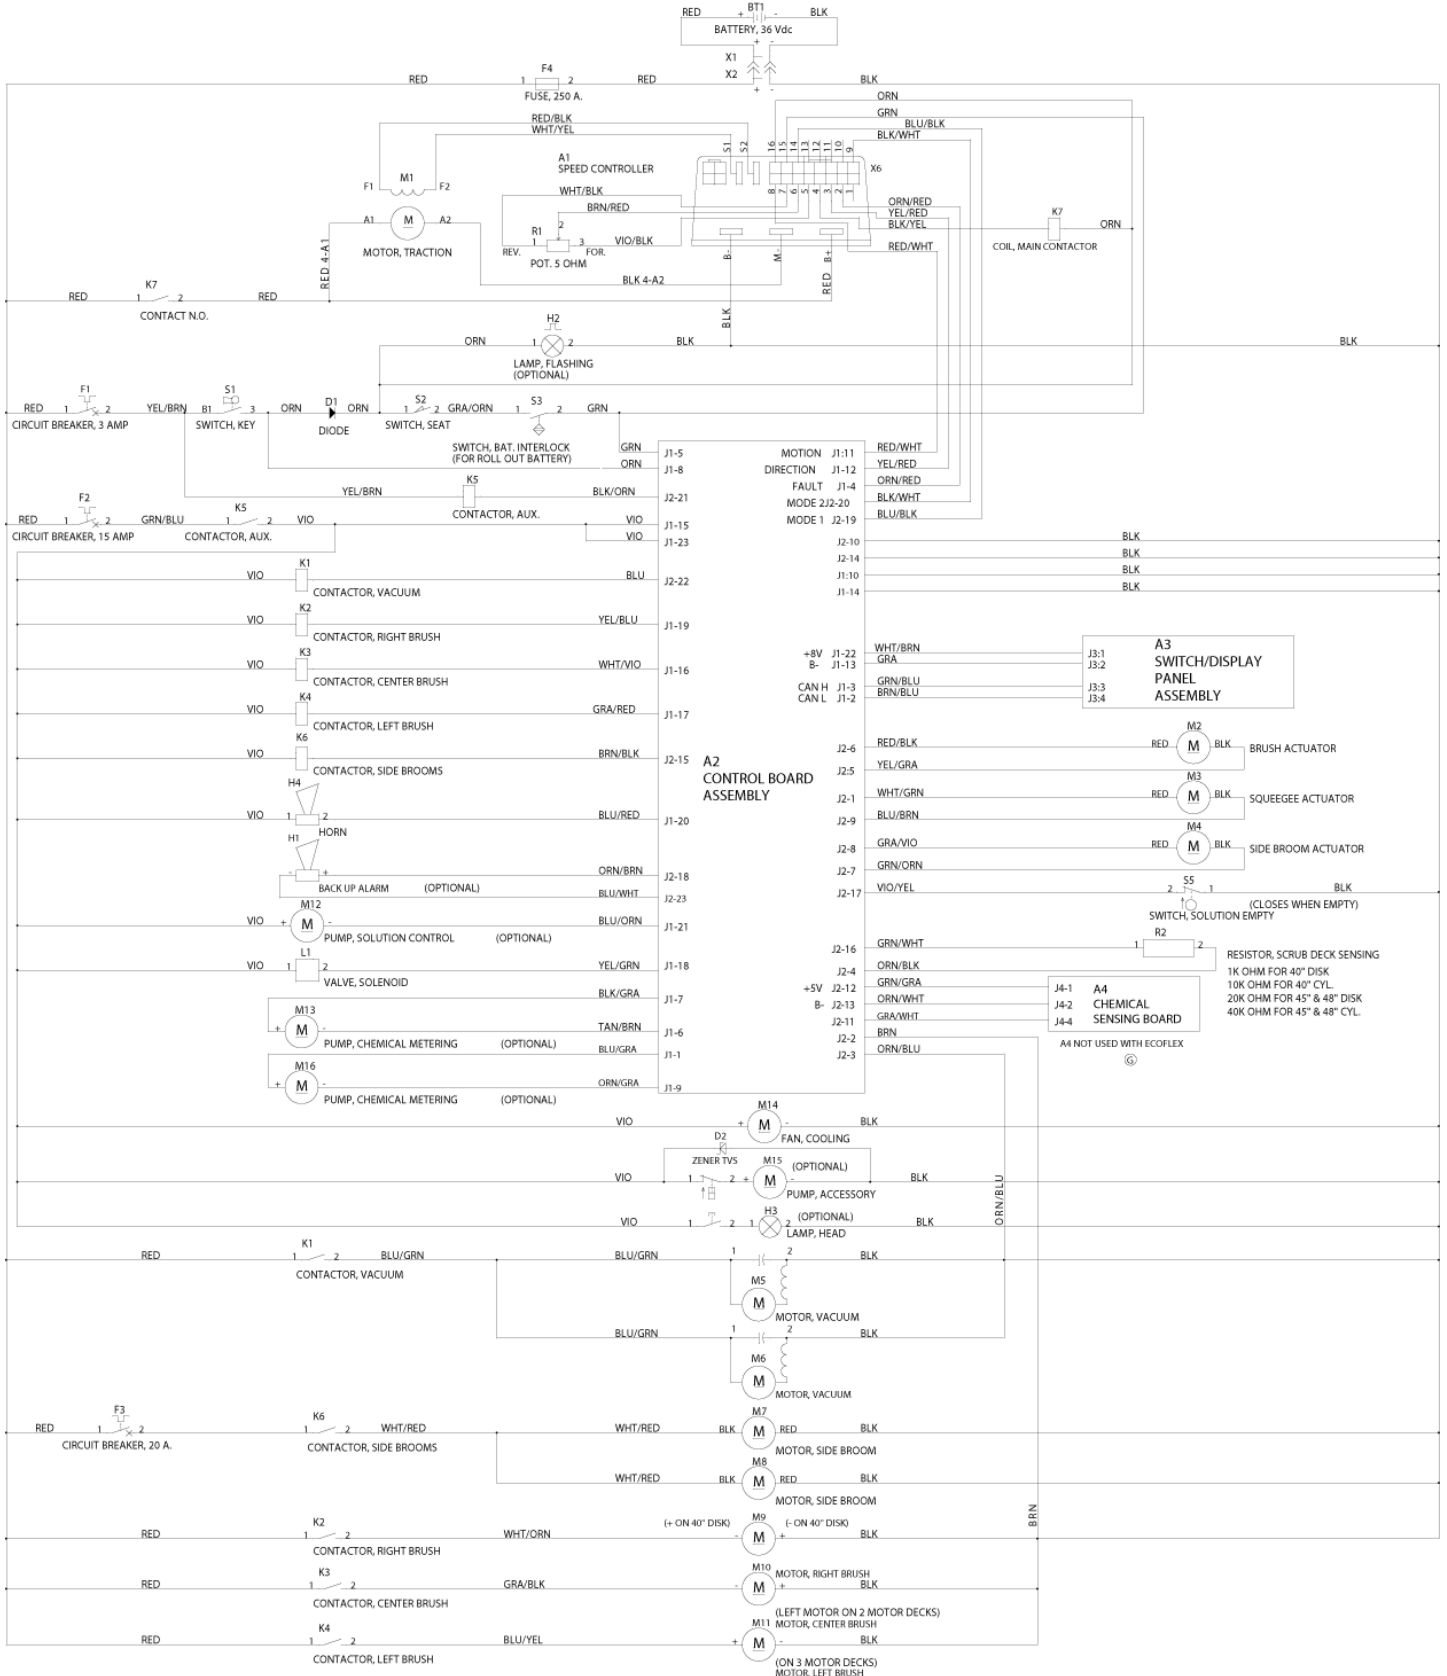 RED + BT1 - BLK
BATTERY, 36 Vdc
+ -
X1
X2
+ -
RED F4 RED BLK
1 2
FUSE, 250 A.
ORN
GRN
RED/BLK BLU/BLK
WHT/YEL BLK/WHT
S1 S2 16 15 14 13 12 11 10 9
A1
SPEED CONTROLLER
X6
8 7 6 5 4 3 2 1
M1
F1 F2
WHT/BLK
BRN/RED
ORN/RED
YEL/RED
BLK/YEL
K7
ORN
COIL, MAIN CONTACTOR
A1 M A2
MOTOR, TRACTION
R1 2
1 3 VIO/BLK
REV. FOR.
POT. 5 OHM
RED/WHT
B- M- B+
RED 4-A1
BLK 4-A2
RED
BLK
K7
RED 1 2 RED
CONTACT N.O.
H2
ORN 1 2 BLK BLK
LAMP, FLASHING
(OPTIONAL)
F1 S1 D1 S2 S3
RED 1 2 YEL/BRN B1 3 ORN ORN 1 2 GRA/ORN 1 2 GRN
CIRCUIT BREAKER, 3 AMP SWITCH, KEY DIODE SWITCH, SEAT
SWITCH, BAT. INTERLOCK
(FOR ROLL OUT BATTERY)
GRN J1-5 MOTION J1:11 RED/WHT
ORN J1-8 DIRECTION J1-12 YEL/RED
FAULT J1-4 ORN/RED
YEL/BRN K5 BLK/ORN J2-21 MODE 2J2-20 BLK/WHT
CONTACTOR, AUX.
F2 K5
RED 1 2 GRN/BLU 1 2 VIO VIO J1-15 MODE 1 J2-19 BLU/BLK
CIRCUIT BREAKER, 15 AMP CONTACTOR, AUX. VIO J1-23
J2-10 BLK
J2-14 BLK
J1:10 BLK
J1-14 BLK
VIO K1 BLU J2-22
CONTACTOR, VACUUM
VIO K2 YEL/BLU J1-19
CONTACTOR, RIGHT BRUSH
VIO K3 WHT/VIO J1-16
CONTACTOR, CENTER BRUSH
VIO K4 GRA/RED J1-17
CONTACTOR, LEFT BRUSH
VIO K6 BRN/BLK J2-15
CONTACTOR, SIDE BROOMS
A2
CONTROL BOARD
ASSEMBLY
+8V J1-22 WHT/BRN J3:1
B- J1-13 GRA J3:2
CAN H J1-3 GRN/BLU J3:3
CAN L J1-2 BRN/BLU J3:4
A3
SWITCH/DISPLAY
PANEL
ASSEMBLY
M2
J2-6 RED/BLK RED M BLK BRUSH ACTUATOR
J2:5 YEL/GRA
M3
J2-1 WHT/GRN RED M BLK SQUEEGEE ACTUATOR
J2-9 BLU/BRN
M4
J2-8 GRA/VIO RED M BLK SIDE BROOM ACTUATOR
J2-7 GRN/ORN
J2-17 VIO/YEL 2 S5 1 BLK
(CLOSES WHEN EMPTY)
SWITCH, SOLUTION EMPTY
H4
VIO 1 2 BLU/RED J1-20
HORN
H1
- + ORN/BRN J2-18
BACK UP ALARM (OPTIONAL) BLU/WHT J2-23
M12
VIO + M - BLU/ORN J1-21
PUMP, SOLUTION CONTROL (OPTIONAL)
L1
VIO 1 2 YEL/GRN J1-18
VALVE, SOLENOID
BLK/GRA J1-7
M13
+ M - TAN/BRN J1-6
PUMP, CHEMICAL METERING (OPTIONAL)
BLU/GRA J1-1
M16
+ M - ORN/GRA J1-9
PUMP, CHEMICAL METERING (OPTIONAL)
R2
J2-16 GRN/WHT 1 2
J2-4 ORN/BLK
RESISTOR, SCRUB DECK SENSING
1K OHM FOR 40" DISK
10K OHM FOR 40" CYL.
20K OHM FOR 45" & 48" DISK
40K OHM FOR 45" & 48" CYL.
+5V J2-12 GRN/GRA J4-1
B- J2-13 ORN/WHT J4-2
J2-11 GRA/WHT J4-4
A4
CHEMICAL
SENSING BOARD
J2-2 BRN
J2-3 ORN/BLU
A4 NOT USED WITH ECOFLEX
G
M14
VIO + M - BLK
FAN, COOLING
D2
ZENER TVS
M15 (OPTIONAL)
VIO 1 2 + M - BLK
PUMP, ACCESSORY
ORN/BLU
H3 (OPTIONAL)
VIO 1 2 1 2 BLK
LAMP, HEAD
K1
RED 1 2 BLU/GRN BLU/GRN 1 2 BLK
CONTACTOR, VACUUM
M5
M
MOTOR, VACUUM
BLU/GRN 1 2 BLK
M6
M
MOTOR, VACUUM
F3 K6 M7
RED 1 2 1 2 WHT/RED WHT/RED BLK M RED BLK
CIRCUIT BREAKER, 20 A. CONTACTOR, SIDE BROOMS MOTOR, SIDE BROOM
M8
WHT/RED BLK M RED BLK
MOTOR, SIDE BROOM
BRN
K2 (+ ON 40" DISK) M9 (- ON 40" DISK)
RED 1 2 WHT/ORN - M + BLK
CONTACTOR, RIGHT BRUSH
K3 M10 MOTOR, RIGHT BRUSH
RED 1 2 GRA/BLK - M + BLK
CONTACTOR, CENTER BRUSH
(LEFT MOTOR ON 2 MOTOR DECKS)
K4 M11 MOTOR, CENTER BRUSH
RED 1 2 BLU/YEL + M - BLK
CONTACTOR, LEFT BRUSH
(ON 3 MOTOR DECKS)
MOTOR, LEFT BRUSH